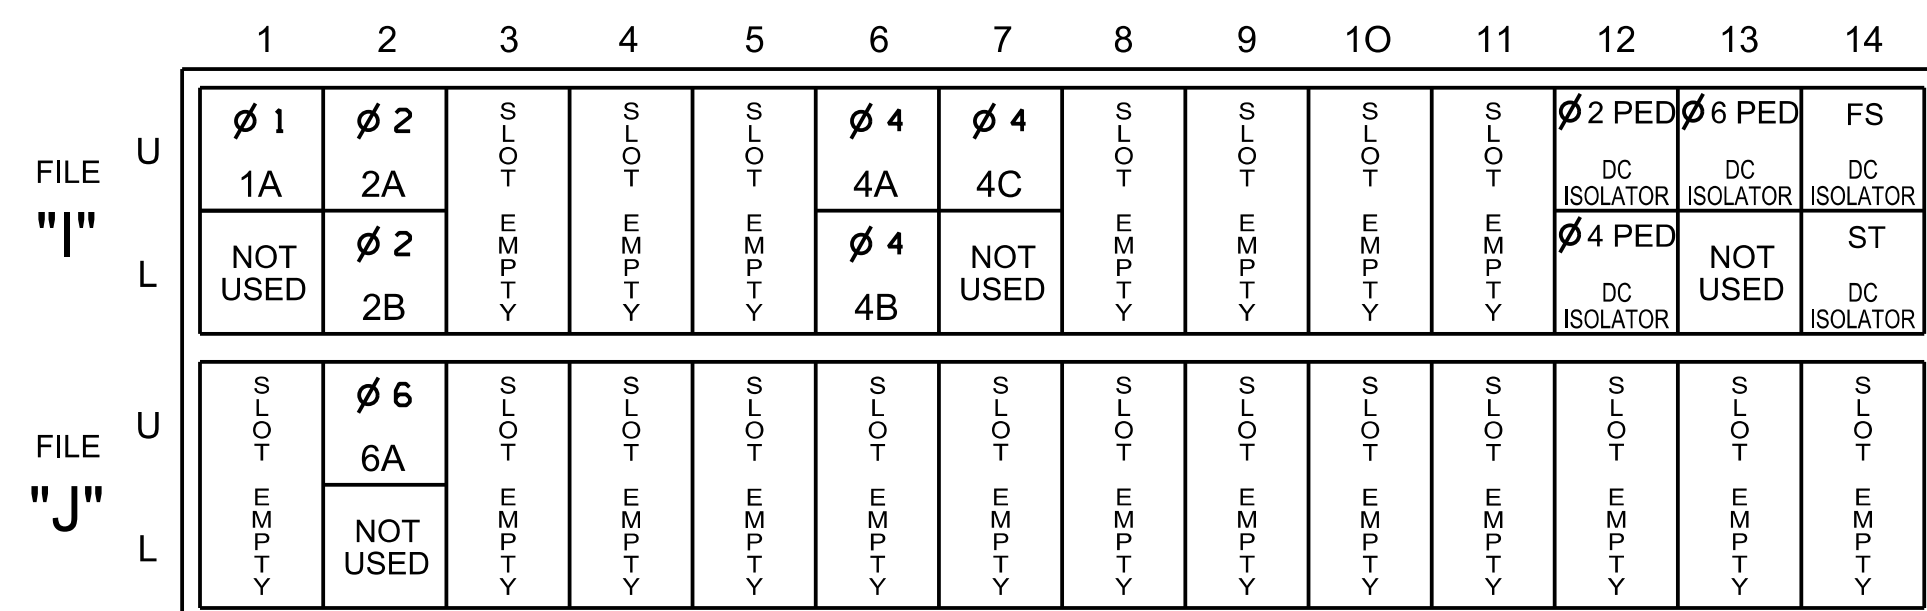 1 2 3 4 5 6 7 8 9 10 11 12 13 14
FILE "I"
U
ø 1 1A
ø 2 2A
SLOT EMPTY
SLOT EMPTY
SLOT EMPTY
ø 4 4A
ø 4 4C
SLOT EMPTY
SLOT EMPTY
SLOT EMPTY
SLOT EMPTY
ø 2 PED DC ISOLATOR
ø 6 PED DC ISOLATOR
FS DC ISOLATOR
L
NOT USED
ø 2 2B
ø 4 4B
NOT USED
ø 4 PED DC ISOLATOR
NOT USED
ST DC ISOLATOR
FILE "J"
U
SLOT EMPTY
ø 6 6A
SLOT EMPTY
SLOT EMPTY
SLOT EMPTY
SLOT EMPTY
SLOT EMPTY
SLOT EMPTY
SLOT EMPTY
SLOT EMPTY
SLOT EMPTY
SLOT EMPTY
SLOT EMPTY
SLOT EMPTY
L
NOT USED